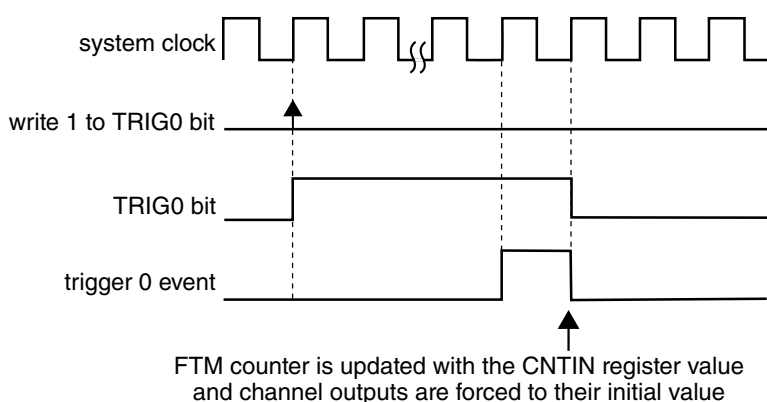 system clock
write 1 to TRIG0 bit
TRIG0 bit
trigger 0 event
FTM counter is updated with the CNTIN register value
and channel outputs are forced to their initial value